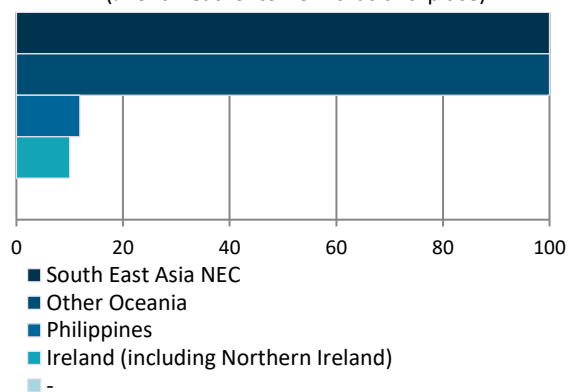 0 20 40 60 80 100
South East Asia NEC
Other Oceania
Philippines
Ireland (including Northern Ireland)
-